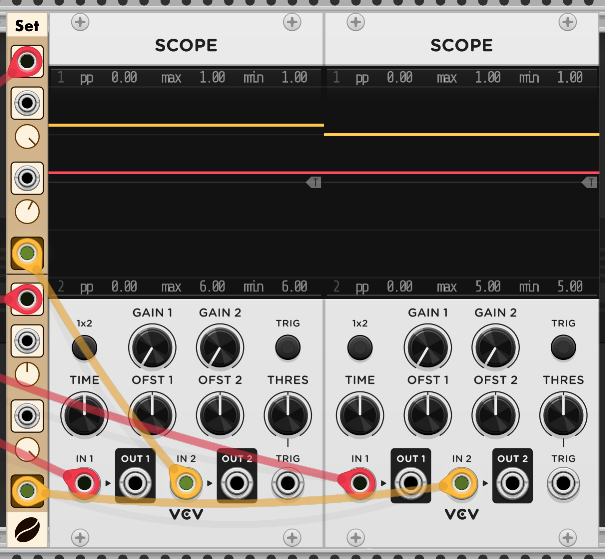 Set
SCOPE SCOPE
1 pp 0.00 max 1.00 min 1.00 1 pp 0.00 max 1.00 min 1.00
T T
2 pp 0.00 max 6.00 min 6.00 2 pp 0.00 max 5.00 min 5.00
GAIN 1 GAIN 2 GAIN 1 GAIN 2
1x2 TRIG 1x2 TRIG
TIME OFST 1 OFST 2 THRES TIME OFST 1 OFST 2 THRES
IN 1 OUT 1 IN 2 OUT 2 TRIG IN 1 OUT 1 IN 2 OUT 2 TRIG
VCV VCV